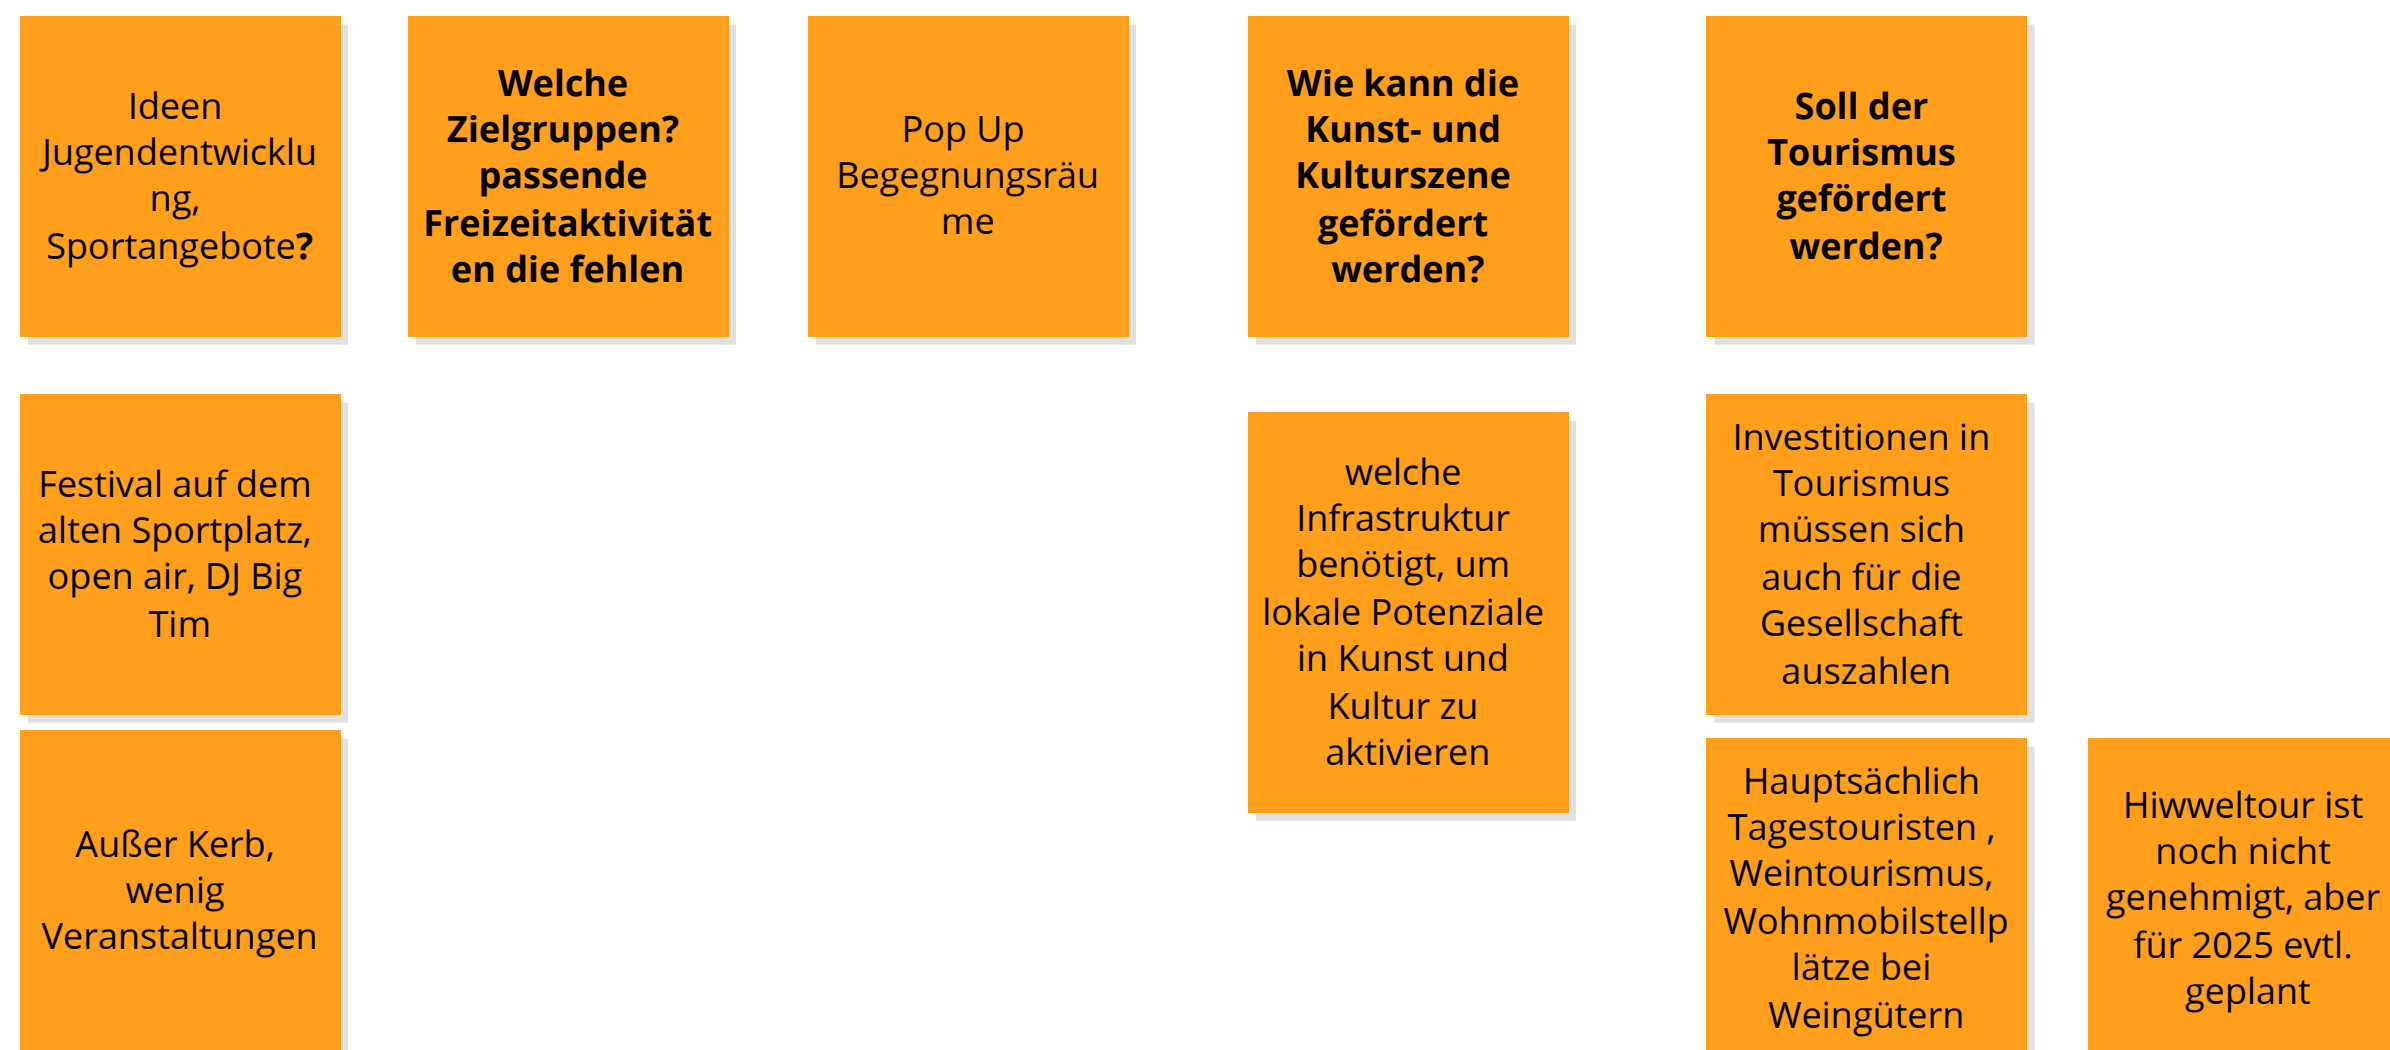 Ideen
Jugendentwicklu
ng,
Sportangebote?
Welche
Zielgruppen?
passende
Freizeitaktivität
en die fehlen
Pop Up
Begegnungsräu
me
Wie kann die
Kunst- und
Kulturszene
gefördert
werden?
Soll der
Tourismus
gefördert
werden?
Festival auf dem
alten Sportplatz,
open air, DJ Big
Tim
welche
Infrastruktur
benötigt, um
lokale Potenziale
in Kunst und
Kultur zu
aktivieren
Investitionen in
Tourismus
müssen sich
auch für die
Gesellschaft
auszahlen
Außer Kerb,
wenig
Veranstaltungen
Hauptsächlich
Tagestouristen ,
Weintourismus,
Wohnmobilstellp
lätze bei
Weingütern
Hiwweltour ist
noch nicht
genehmigt, aber
für 2025 evtl.
geplant